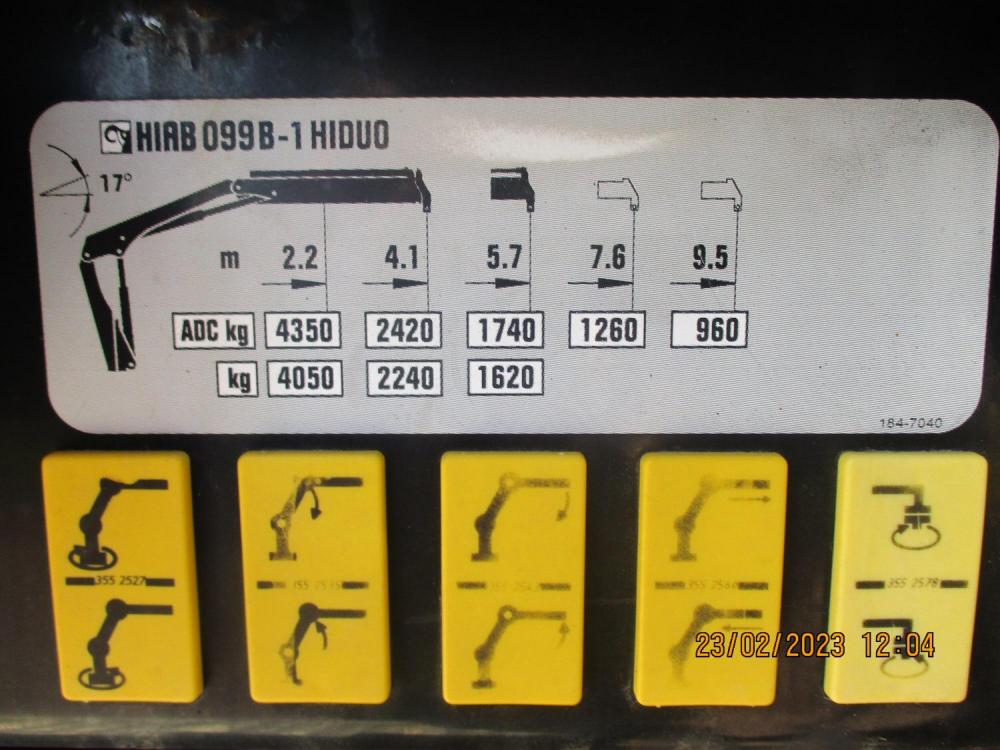 HIAB 099 B-1 HIDUO
17°
m 2.2 4.1 5.7 7.6 9.5
ADC kg 4350 2420 1740 1260 960
kg 4050 2240 1620
184-7040
355 2527 355 2578
23/02/2023 12:04